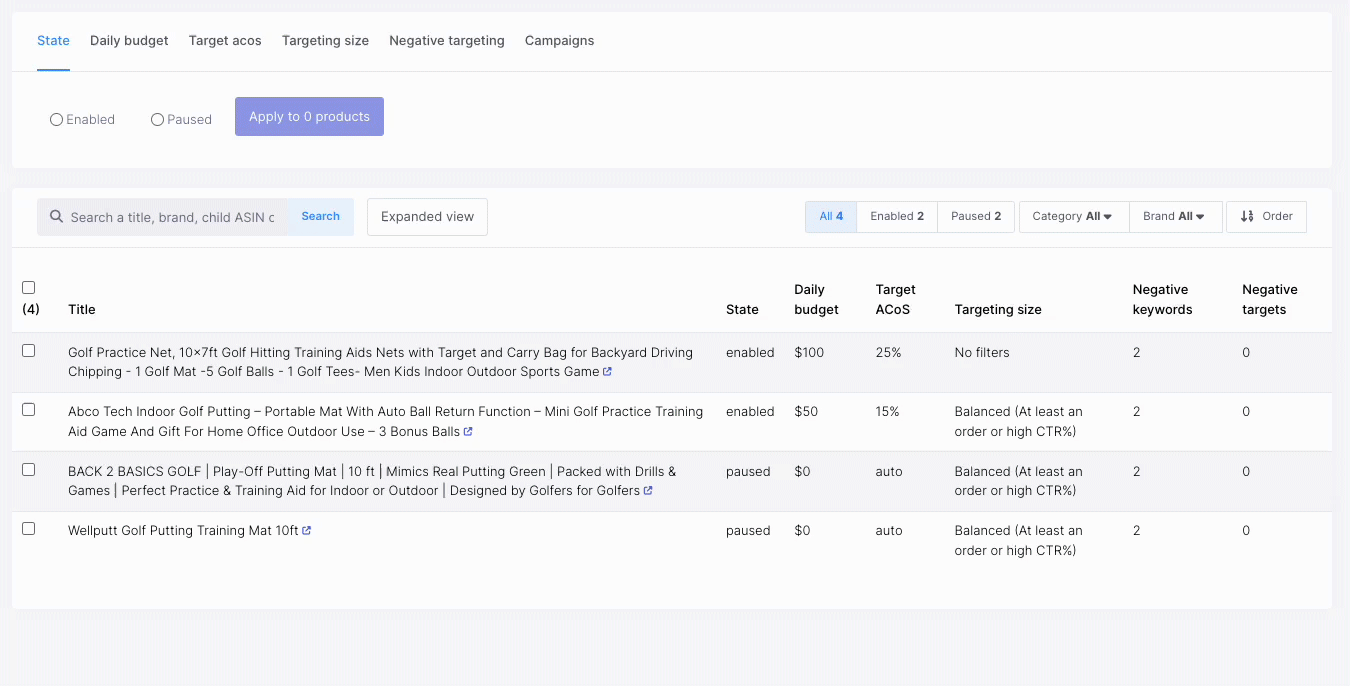 State Daily budget Target acos Targeting size Negative targeting Campaigns
Enabled Paused Apply to 0 products
Search a title, brand, child ASIN c Search Expanded view All 4 Enabled 2 Paused 2 Category All Brand All Order
(4) Title State Daily budget Target ACoS Targeting size Negative keywords Negative targets
Golf Practice Net, 10x7ft Golf Hitting Training Aids Nets with Target and Carry Bag for Backyard Driving enabled $100 25% No filters 2 0
Chipping - 1 Golf Mat -5 Golf Balls - 1 Golf Tees- Men Kids Indoor Outdoor Sports Game
Abco Tech Indoor Golf Putting – Portable Mat With Auto Ball Return Function – Mini Golf Practice Training enabled $50 15% Balanced (At least an 2 0
Aid Game And Gift For Home Office Outdoor Use – 3 Bonus Balls order or high CTR%)
BACK 2 BASICS GOLF | Play-Off Putting Mat | 10 ft | Mimics Real Putting Green | Packed with Drills & paused $0 auto Balanced (At least an 2 0
Games | Perfect Practice & Training Aid for Indoor or Outdoor | Designed by Golfers for Golfers order or high CTR%)
Wellputt Golf Putting Training Mat 10ft paused $0 auto Balanced (At least an 2 0
order or high CTR%)